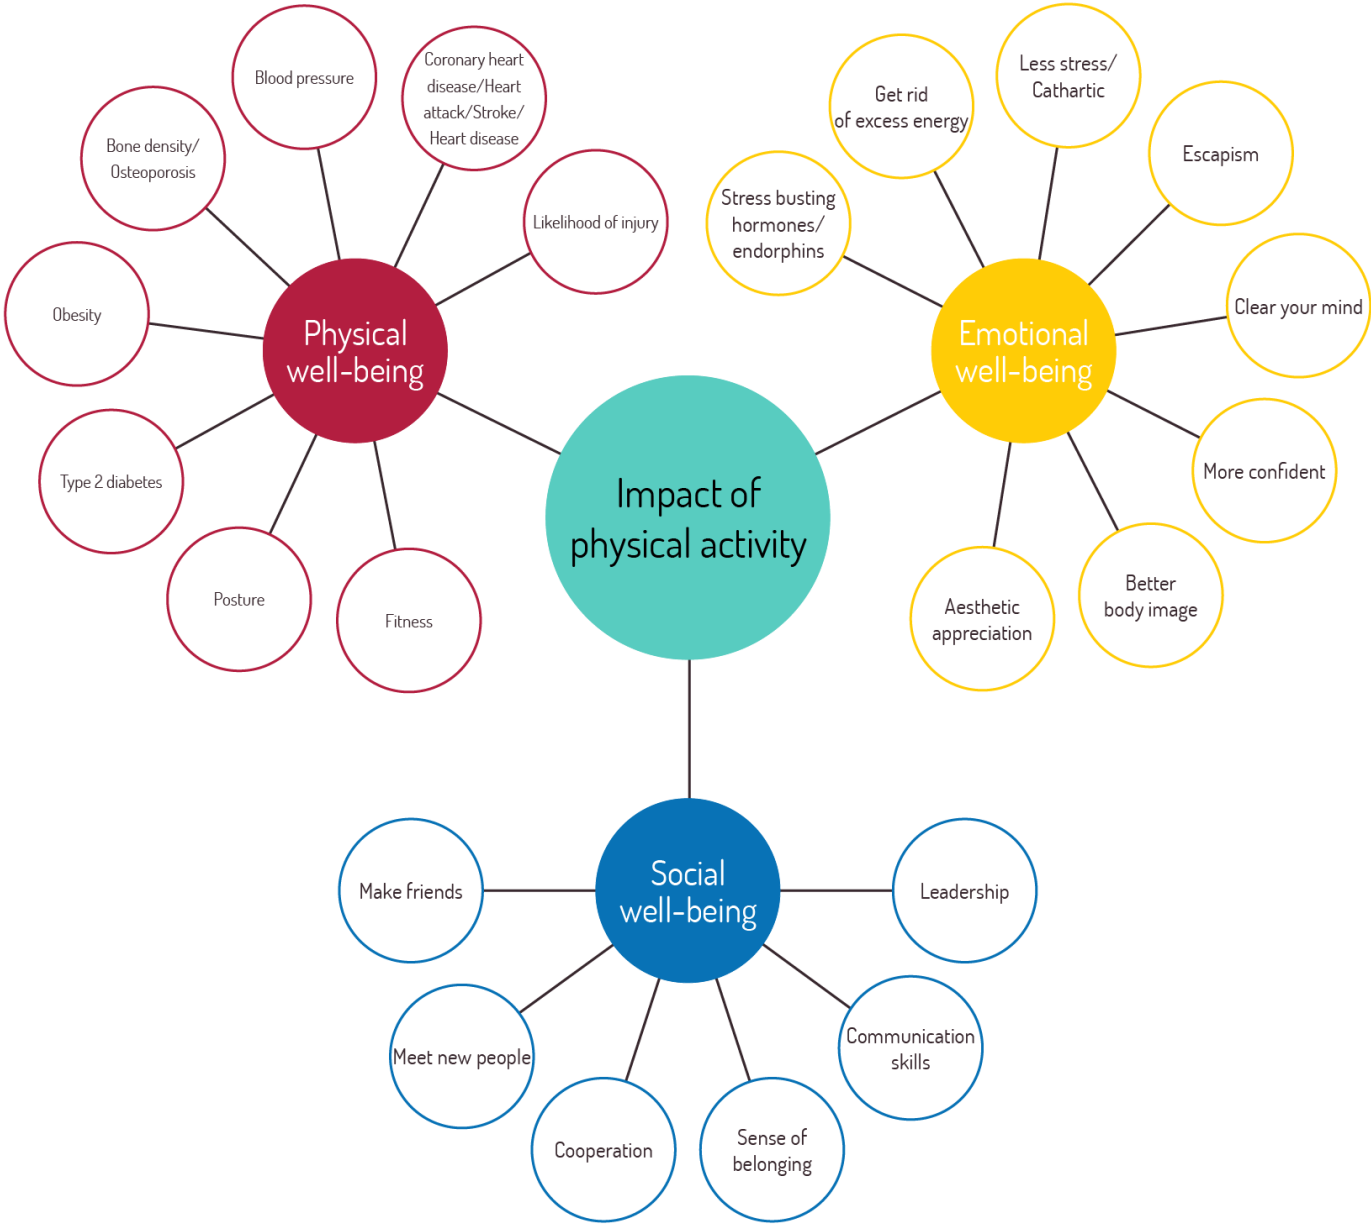 Impact of
physical activity
Physical
well-being
Blood pressure
Coronary heart
disease/Heart
attack/Stroke/
Heart disease
Likelihood of injury
Bone density/
Osteoporosis
Obesity
Type 2 diabetes
Posture
Fitness
Emotional
well-being
Stress busting
hormones/
endorphins
Get rid
of excess energy
Less stress/
Cathartic
Escapism
Clear your mind
More confident
Better
body image
Aesthetic
appreciation
Social
well-being
Make friends
Meet new people
Cooperation
Sense of
belonging
Communication
skills
Leadership